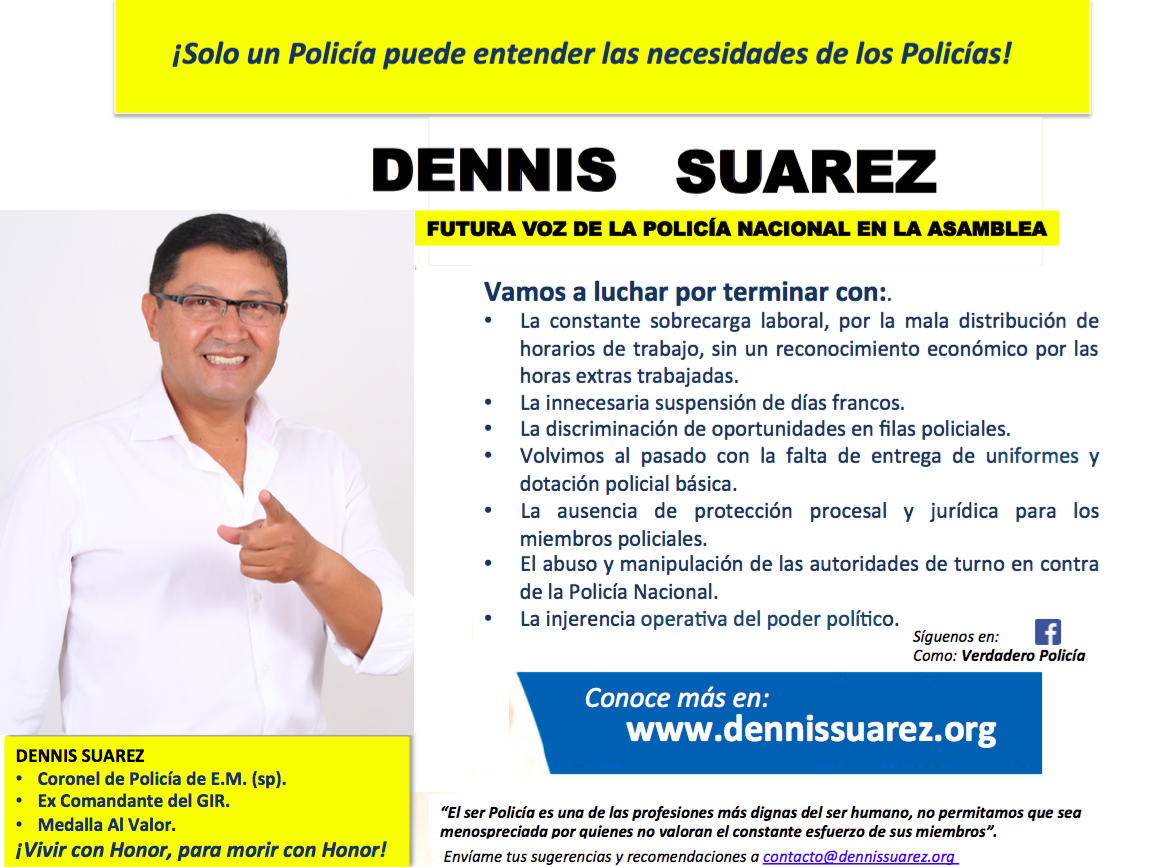 ¡Solo un Policía puede entender las necesidades de los Policías!
DENNIS SUAREZ
FUTURA VOZ DE LA POLICÍA NACIONAL EN LA ASAMBLEA
Vamos a luchar por terminar con:.
• La constante sobrecarga laboral, por la mala distribución de
horarios de trabajo, sin un reconocimiento económico por las
horas extras trabajadas.
• La innecesaria suspensión de días francos.
• La discriminación de oportunidades en filas policiales.
• Volvimos al pasado con la falta de entrega de uniformes y
dotación policial básica.
• La ausencia de protección procesal y jurídica para los
miembros policiales.
• El abuso y manipulación de las autoridades de turno en contra
de la Policía Nacional.
• La injerencia operativa del poder político.
Síguenos en: f
Como: Verdadero Policía
Conoce más en:
www.dennissuarez.org
DENNIS SUAREZ
• Coronel de Policía de E.M. (sp).
• Ex Comandante del GIR.
• Medalla Al Valor.
¡Vivir con Honor, para morir con Honor!
“El ser Policía es una de las profesiones más dignas del ser humano, no permitamos que sea
menospreciada por quienes no valoran el constante esfuerzo de sus miembros”.
Envíame tus sugerencias y recomendaciones a contacto@dennissuarez.org